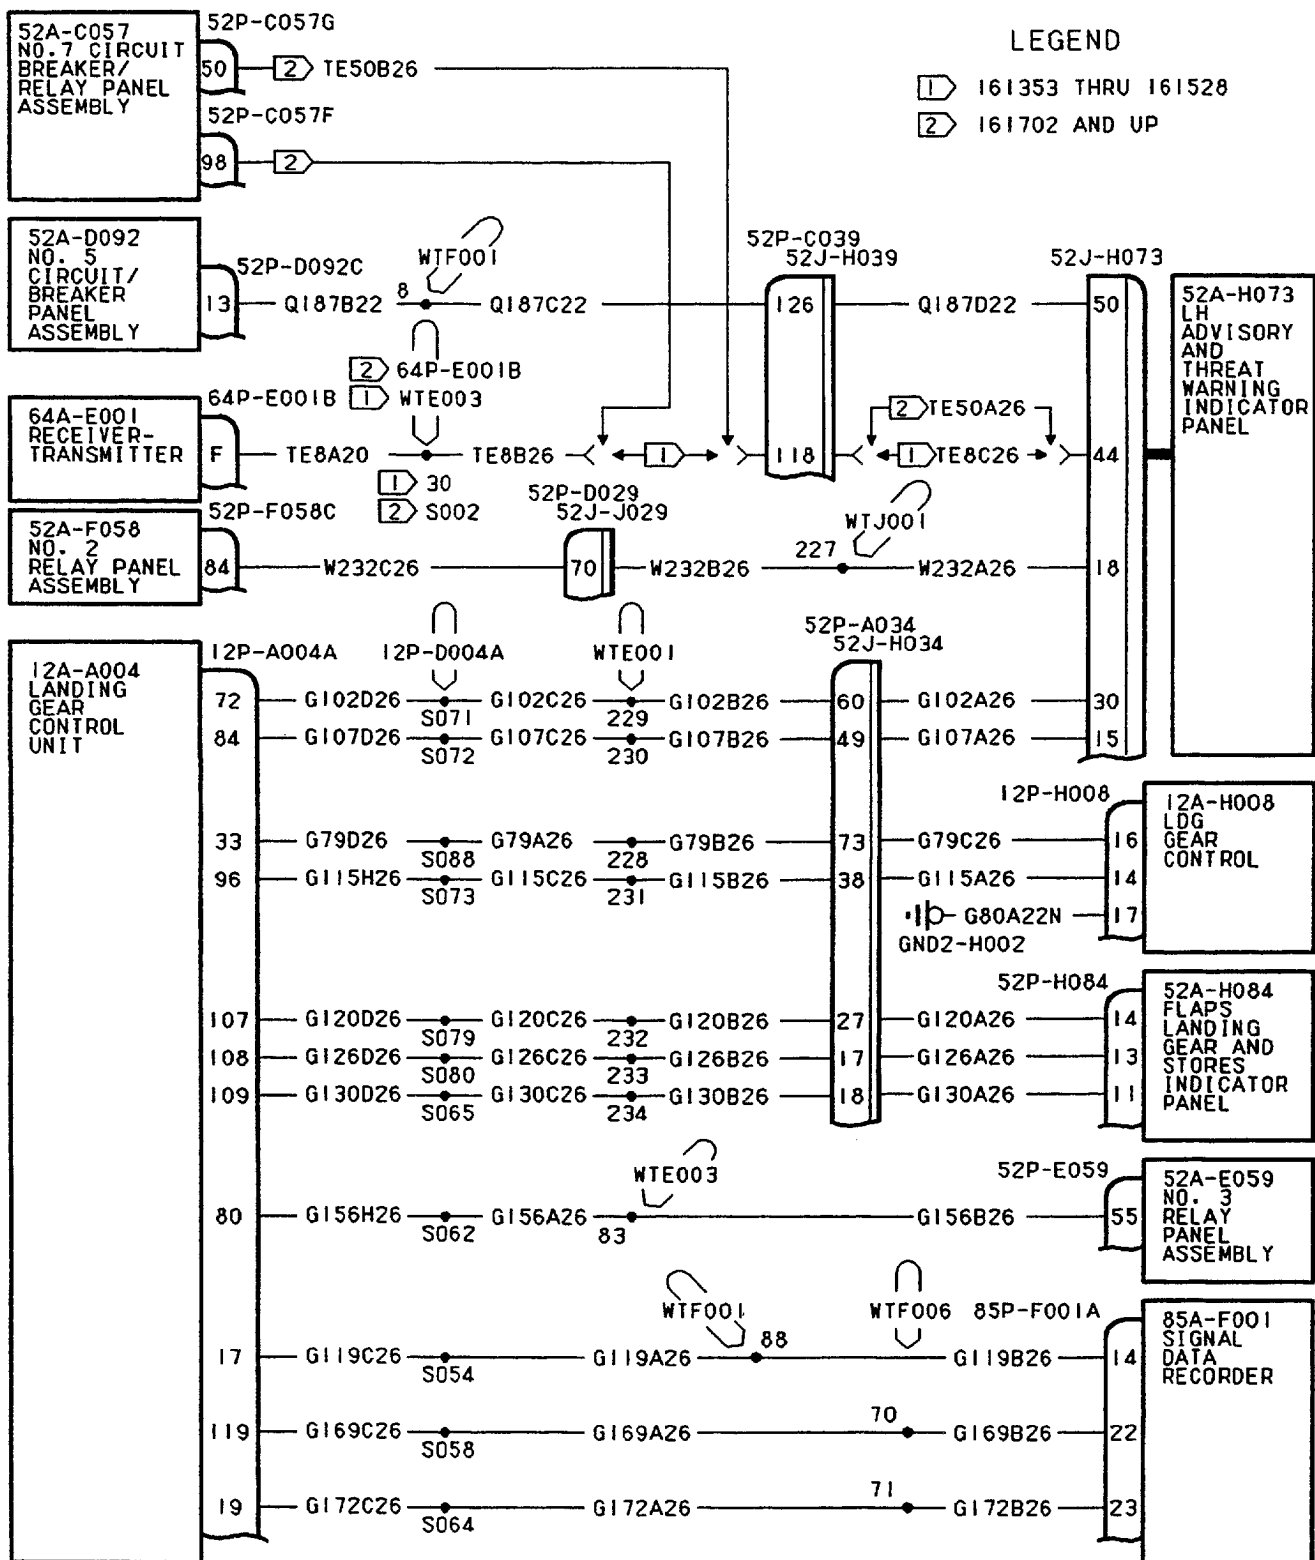 LEGEND
1 161353 THRU 161528
2 161702 AND UP
52A-C057
NO.7 CIRCUIT
BREAKER/
RELAY PANEL
ASSEMBLY
52P-C057G
50 2 TE50B26
52P-C057F
98 2
52A-D092
NO. 5
CIRCUIT/
BREAKER
PANEL
ASSEMBLY
52P-D092C
WTF001
52P-C039
52J-H039
52J-H073
13 Q187B22 8 Q187C22 126 Q187D22 50
52A-H073
LH
ADVISORY
AND
THREAT
WARNING
INDICATOR
PANEL
2 64P-E001B
1 WTE003
64A-E001
RECEIVER-
TRANSMITTER
64P-E001B
2 TE50A26
F TE8A20 TE8B26 1 118 1 TE8C26 44
1 30
2 S002
52A-F058
NO. 2
RELAY PANEL
ASSEMBLY
52P-F058C
52P-D029
52J-J029
WTJ001
84 W232C26 70 W232B26 227 W232A26 18
12A-A004
LANDING
GEAR
CONTROL
UNIT
12P-A004A 12P-D004A WTE001
52P-A034
52J-H034
72 G102D26 S071 G102C26 229 G102B26 60 G102A26 30
84 G107D26 S072 G107C26 230 G107B26 49 G107A26 15
12P-H008
12A-H008
LDG
GEAR
CONTROL
33 G79D26 S088 G79A26 228 G79B26 73 G79C26 16
96 G115H26 S073 G115C26 231 G115B26 38 G115A26 14
G80A22N 17
GND2-H002
52P-H084
52A-H084
FLAPS
LANDING
GEAR AND
STORES
INDICATOR
PANEL
107 G120D26 S079 G120C26 232 G120B26 27 G120A26 14
108 G126D26 S080 G126C26 233 G126B26 17 G126A26 13
109 G130D26 S065 G130C26 234 G130B26 18 G130A26 11
WTE003
52P-E059
52A-E059
NO. 3
RELAY
PANEL
ASSEMBLY
80 G156H26 S062 G156A26 83 G156B26 55
WTF001 WTF006 85P-F001A
85A-F001
SIGNAL
DATA
RECORDER
17 G119C26 S054 G119A26 88 G119B26 14
119 G169C26 S058 G169A26 70 G169B26 22
19 G172C26 S064 G172A26 71 G172B26 23